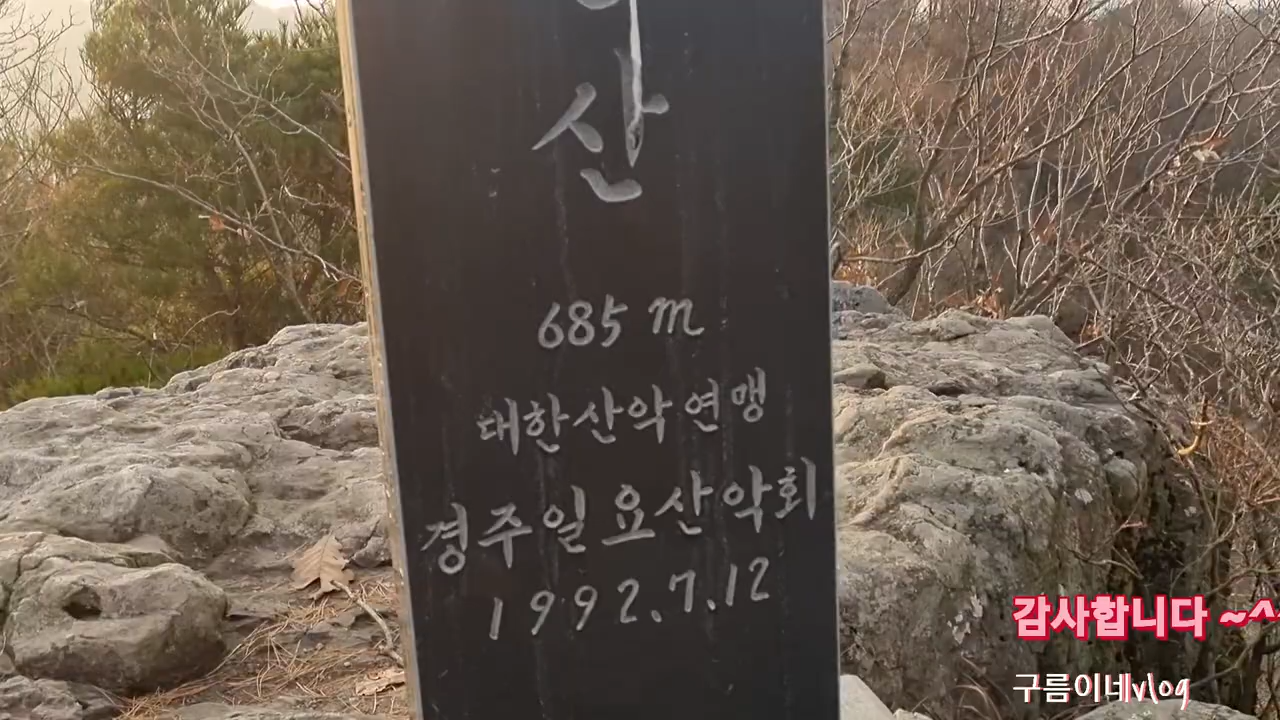 산
685 m
대한산악연맹
경주일요산악회
1992.7.12
감사합니다 ~^
구름이네vlog